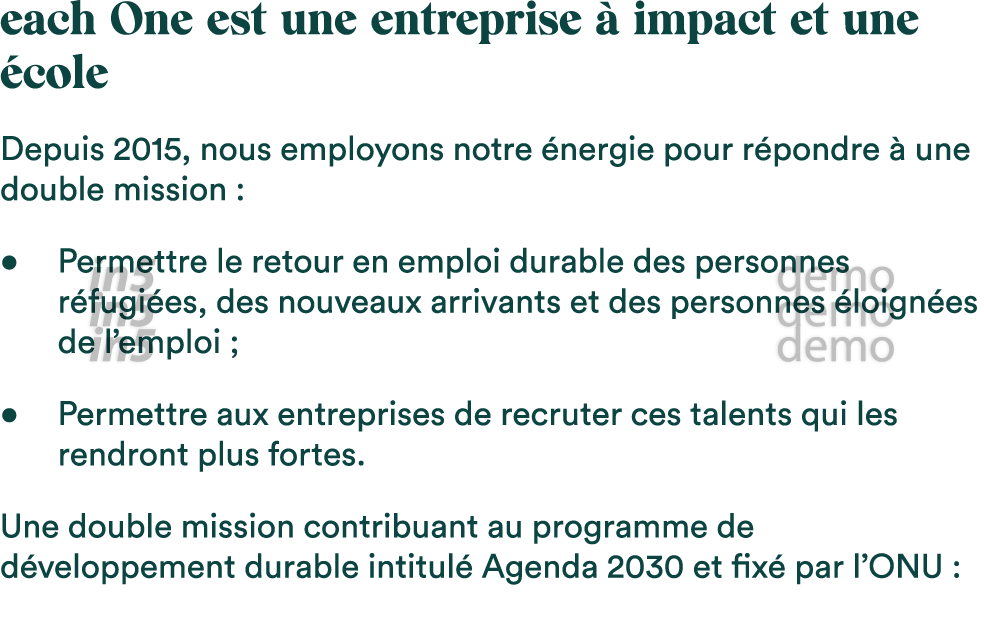 each One est une entreprise à impact et une
école
Depuis 2015, nous employons notre énergie pour répondre à une
double mission :
• Permettre le retour en emploi durable des personnes
réfugiées, des nouveaux arrivants et des personnes éloignées
de l’emploi ;
• Permettre aux entreprises de recruter ces talents qui les
rendront plus fortes.
Une double mission contribuant au programme de
développement durable intitulé Agenda 2030 et fixé par l’ONU :
in5 demo
in5 demo
in5 demo